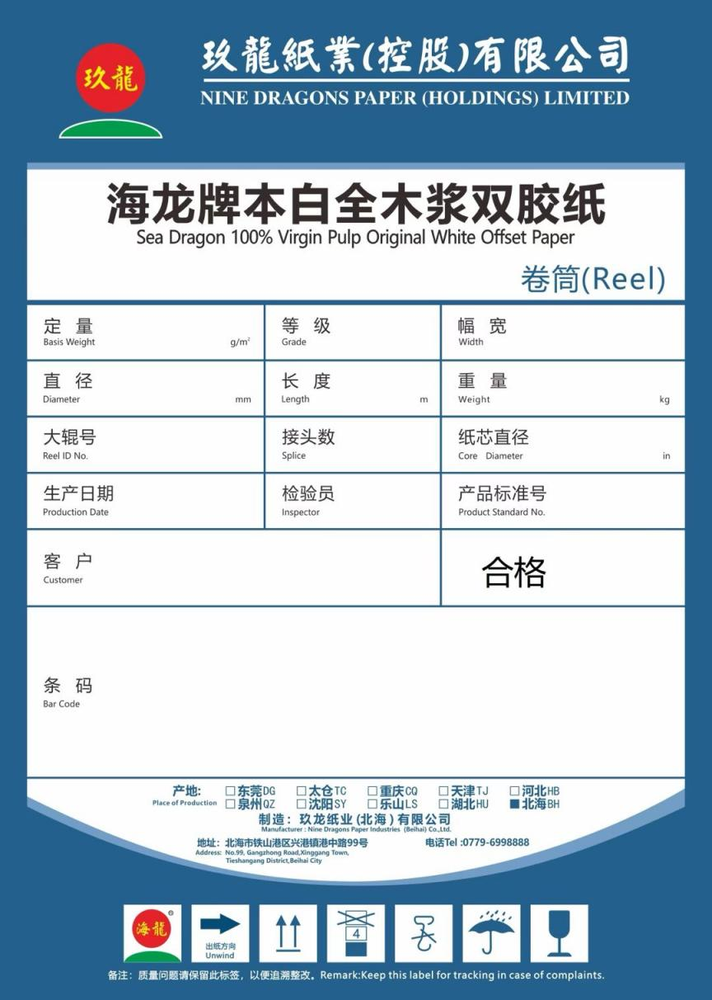 玖龍
玖龍紙業(控股)有限公司
NINE DRAGONS PAPER (HOLDINGS) LIMITED
海龙牌本白全木浆双胶纸
Sea Dragon 100% Virgin Pulp Original White Offset Paper
卷筒(Reel)
定 量 等 级 幅 宽
Basis Weight g/m² Grade Width
直 径 长 度 重 量
Diameter mm Length m Weight kg
大辊号 接头数 纸芯直径
Reel ID No. Splice Core Diameter in
生产日期 检验员 产品标准号
Production Date Inspector Product Standard No.
客 户 合格
Customer
条 码
Bar Code
产地: □东莞DG □太仓TC □重庆CQ □天津TJ □河北HB
Place of Production □泉州QZ □沈阳SY □乐山LS □湖北HU ■北海BH
制造：玖龙纸业(北海)有限公司
Manufacturer : Nine Dragons Paper Industries (Beihai) Co.,Ltd.
地址：北海市铁山港区兴港镇港中路99号 电话Tel :0779-6998888
Address: No.99, Gangzhong Road,Xinggang Town,
Tieshangang District,Beihai City
海龍®
出纸方向
Unwind
4
备注：质量问题请保留此标签，以便追溯整改。Remark:Keep this label for tracking in case of complaints.